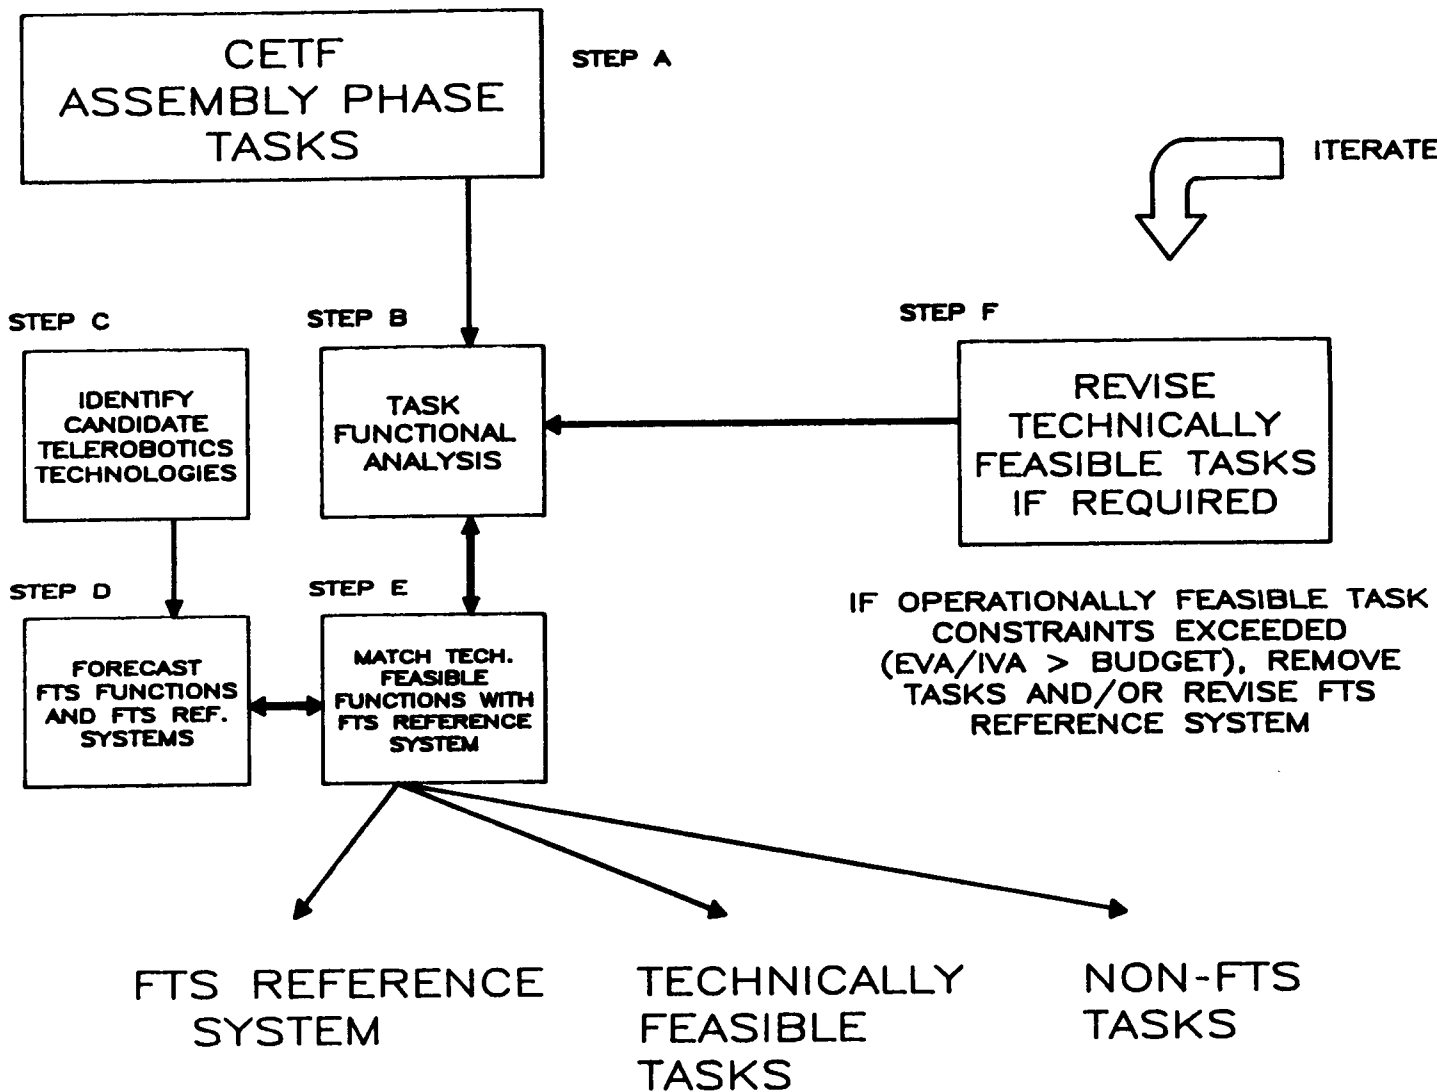 CETF
ASSEMBLY PHASE
TASKS
STEP A
ITERATE
STEP C
IDENTIFY
CANDIDATE
TELEROBOTICS
TECHNOLOGIES
STEP B
TASK
FUNCTIONAL
ANALYSIS
STEP F
REVISE
TECHNICALLY
FEASIBLE TASKS
IF REQUIRED
STEP D
FORECAST
FTS FUNCTIONS
AND FTS REF.
SYSTEMS
STEP E
MATCH TECH.
FEASIBLE
FUNCTIONS WITH
FTS REFERENCE
SYSTEM
IF OPERATIONALLY FEASIBLE TASK
CONSTRAINTS EXCEEDED
(EVA/IVA > BUDGET), REMOVE
TASKS AND/OR REVISE FTS
REFERENCE SYSTEM
FTS REFERENCE
SYSTEM
TECHNICALLY
FEASIBLE
TASKS
NON-FTS
TASKS